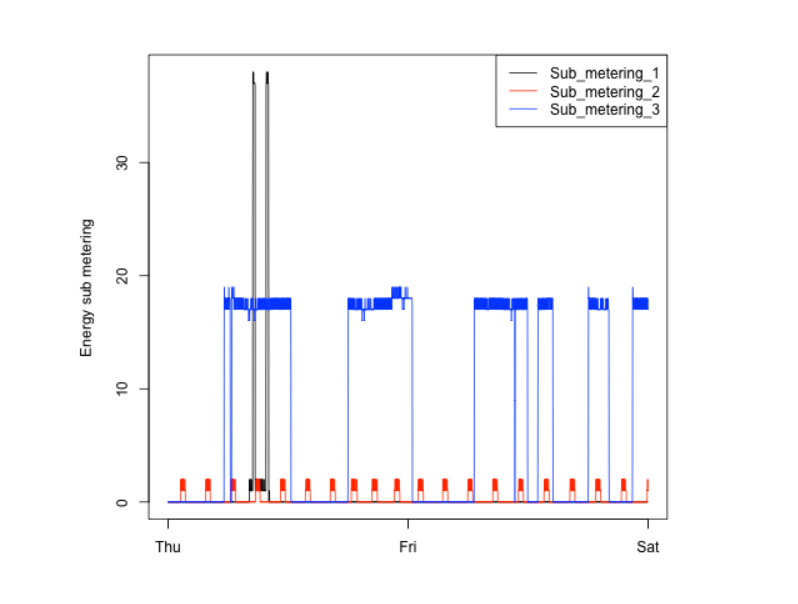 Sub_metering_1
Sub_metering_2
Sub_metering_3
Energy sub metering
30
20
10
0
Thu Fri Sat